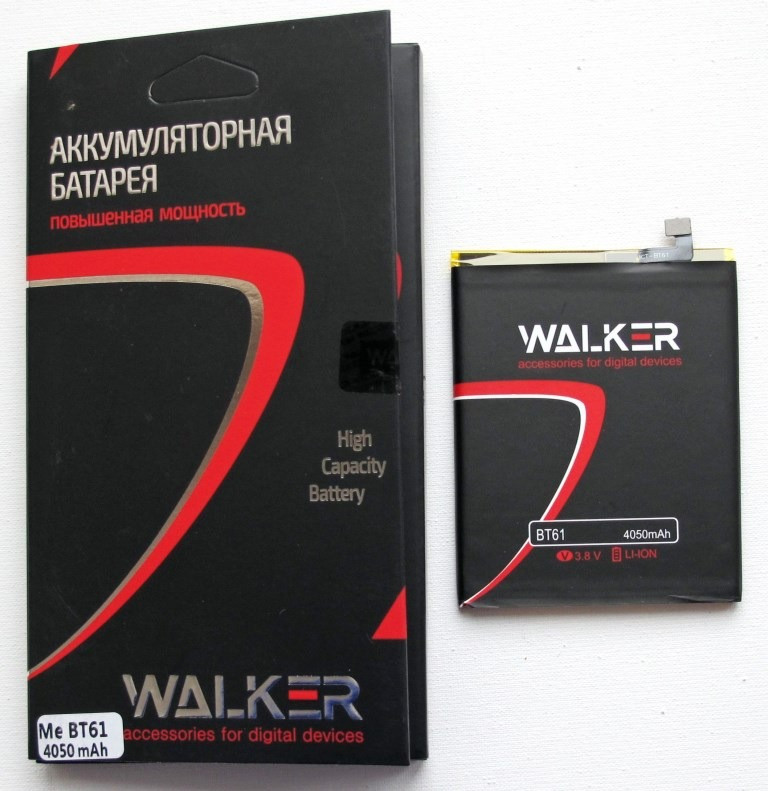 АККУМУЛЯТОРНАЯ
БАТАРЕЯ
ПОВЫШЕННАЯ МОЩНОСТЬ
High
Capacity
Battery
WALKER
accessories for digital devices
Me BT61
4050 mAh
BT61
WALKER
accessories for digital devices
BT61 4050mAh
V 3.8 V LI-ION